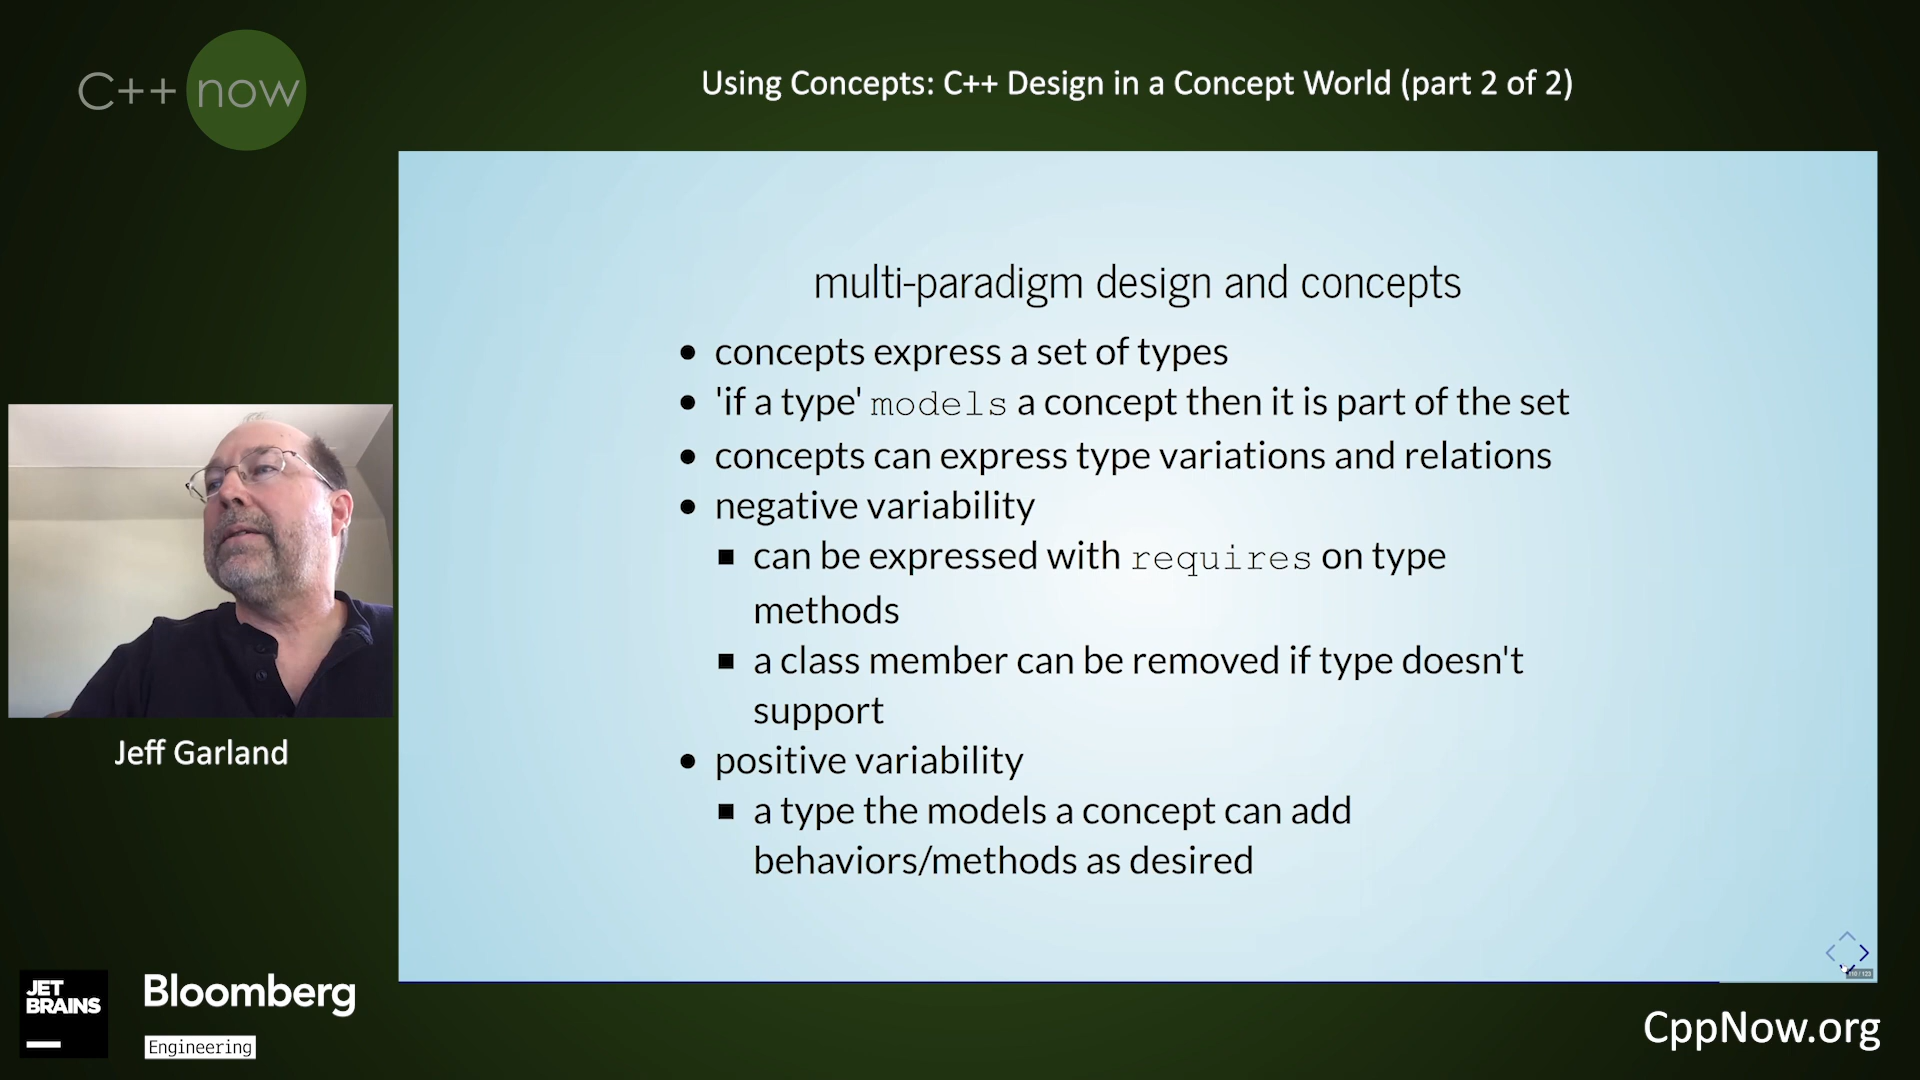 C++ now
Using Concepts: C++ Design in a Concept World (part 2 of 2)
multi-paradigm design and concepts
• concepts express a set of types
• 'if a type' models a concept then it is part of the set
• concepts can express type variations and relations
• negative variability
▪ can be expressed with requires on type
methods
▪ a class member can be removed if type doesn't
support
• positive variability
▪ a type the models a concept can add
behaviors/methods as desired
Jeff Garland
JET
BRAINS
Bloomberg
Engineering
CppNow.org